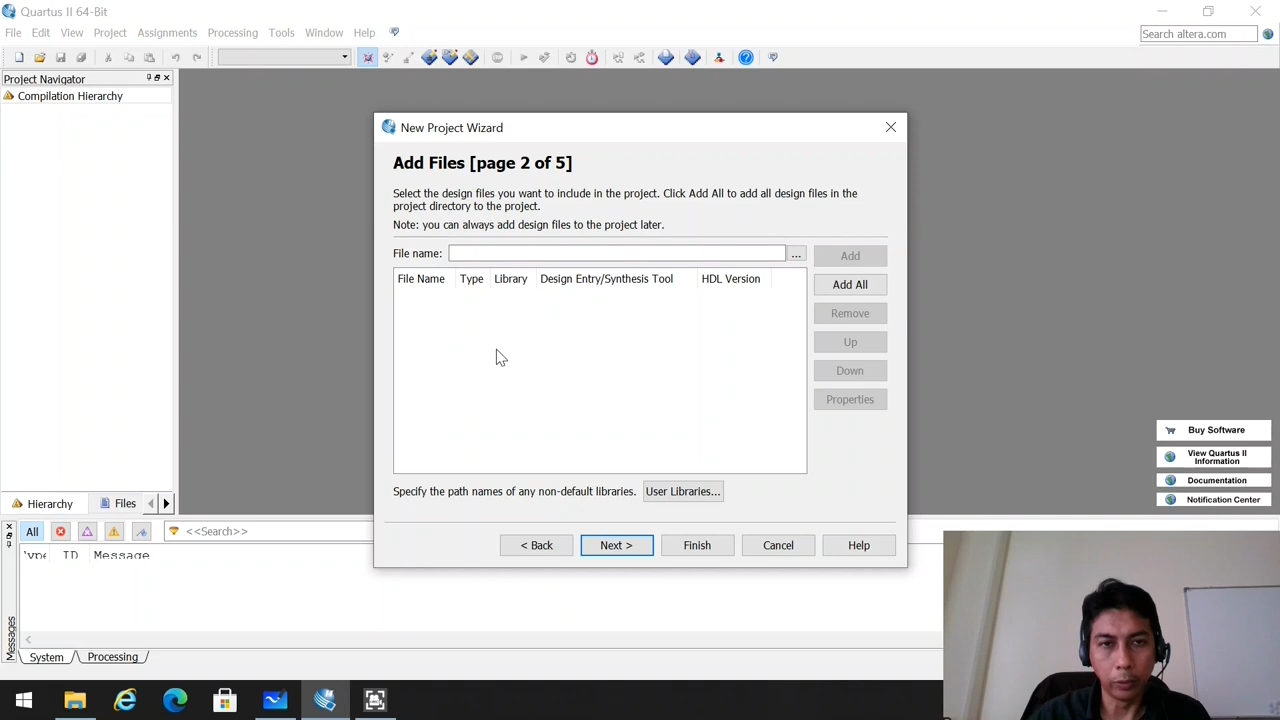 Quartus II 64-Bit
File Edit View Project Assignments Processing Tools Window Help
Search altera.com
Project Navigator
Compilation Hierarchy
New Project Wizard
Add Files [page 2 of 5]
Select the design files you want to include in the project. Click Add All to add all design files in the
project directory to the project.
Note: you can always add design files to the project later.
File name: ... Add
File Name Type Library Design Entry/Synthesis Tool HDL Version
Add All
Remove
Up
Down
Properties
Specify the path names of any non-default libraries. User Libraries...
< Back Next > Finish Cancel Help
Buy Software
View Quartus II
Information
Documentation
Notification Center
Hierarchy Files
All <<Search>>
Type ID Message
Messages
System Processing